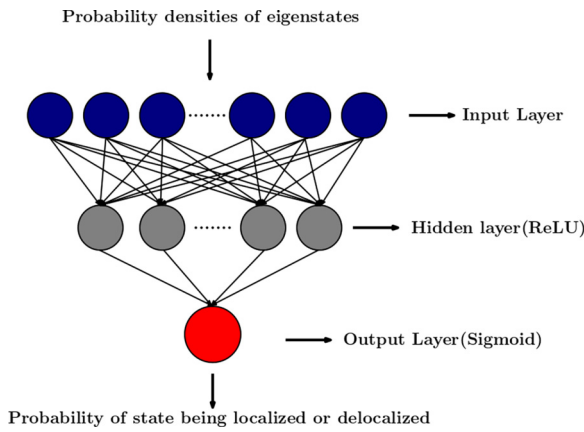 Probability densities of eigenstates
Input Layer
Hidden layer(ReLU)
Output Layer(Sigmoid)
Probability of state being localized or delocalized